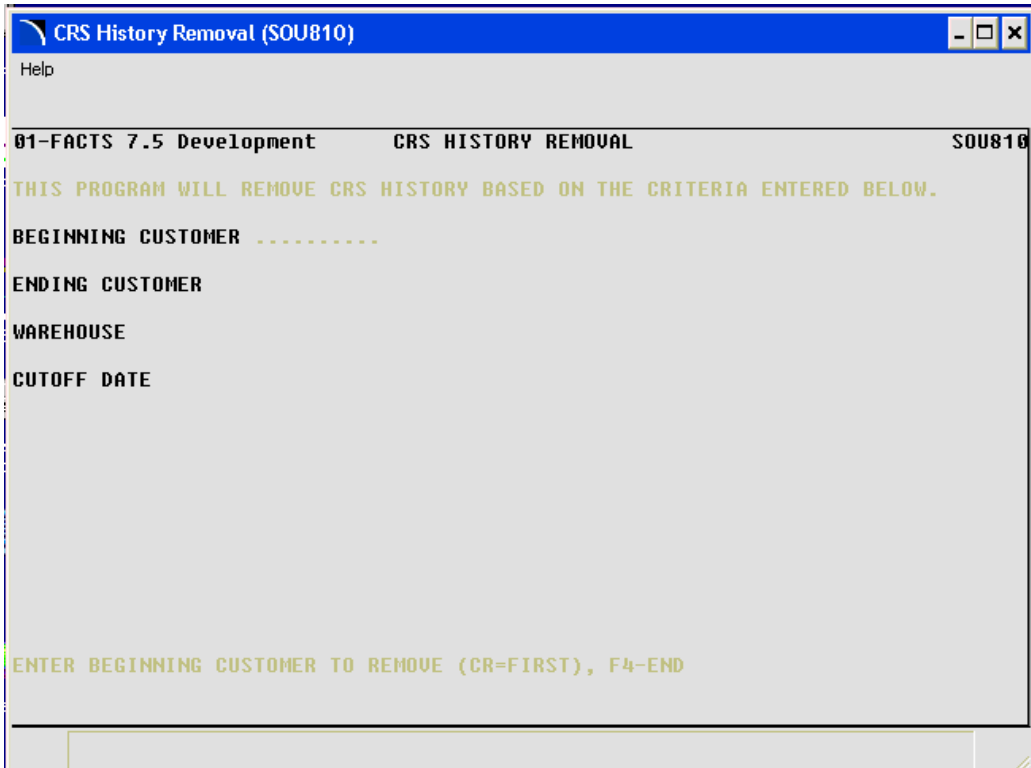 CRS History Removal (SOU810)
Help
01-FACTS 7.5 Development CRS HISTORY REMOVAL SOU810
THIS PROGRAM WILL REMOVE CRS HISTORY BASED ON THE CRITERIA ENTERED BELOW.
BEGINNING CUSTOMER ..........
ENDING CUSTOMER
WAREHOUSE
CUTOFF DATE
ENTER BEGINNING CUSTOMER TO REMOVE (CR=FIRST), F4-END